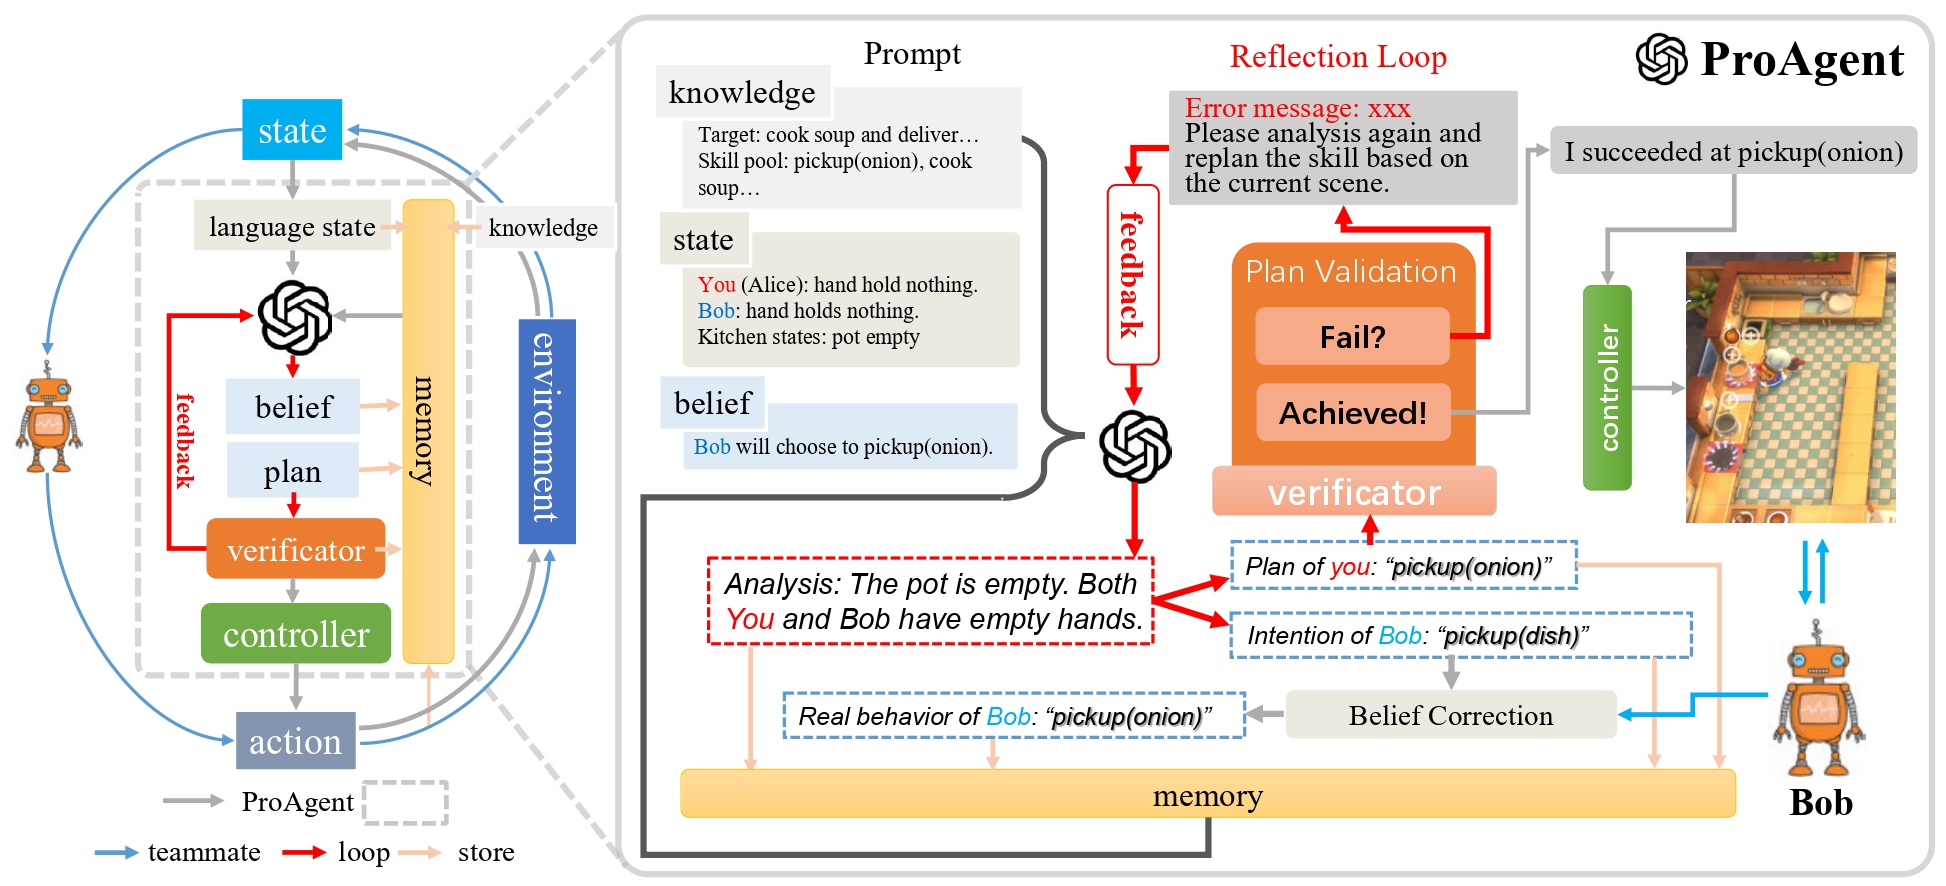 state
language state
knowledge
feedback
belief
plan
verificator
controller
memory
environment
action
ProAgent
teammate
loop
store
Prompt
knowledge
Target: cook soup and deliver…
Skill pool: pickup(onion), cook
soup…
state
You (Alice): hand hold nothing.
Bob: hand holds nothing.
Kitchen states: pot empty
belief
Bob will choose to pickup(onion).
Reflection Loop
Error message: xxx
Please analysis again and
replan the skill based on
the current scene.
feedback
Plan Validation
Fail?
Achieved!
verificator
ProAgent
I succeeded at pickup(onion)
controller
Analysis: The pot is empty. Both
You and Bob have empty hands.
Plan of you: “pickup(onion)”
Intention of Bob: “pickup(dish)”
Belief Correction
Real behavior of Bob: “pickup(onion)”
memory
Bob